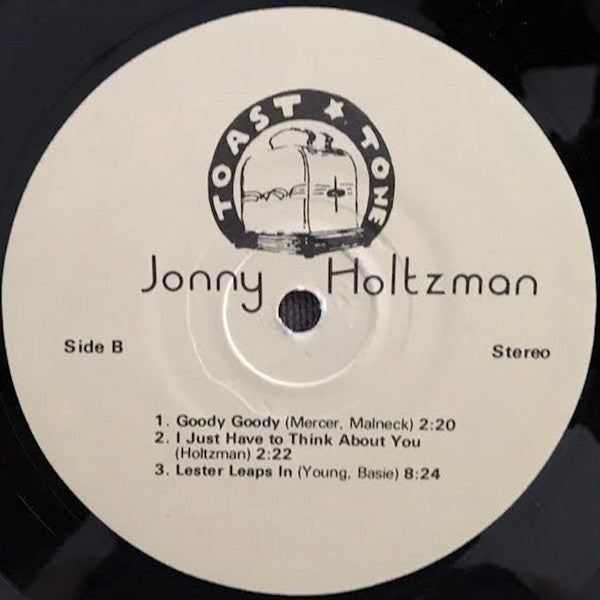 TOAST ★ TONE
Jonny Holtzman
Side B
Stereo
1. Goody Goody (Mercer, Malneck) 2:20
2. I Just Have to Think About You
(Holtzman) 2:22
3. Lester Leaps In (Young, Basie) 8:24